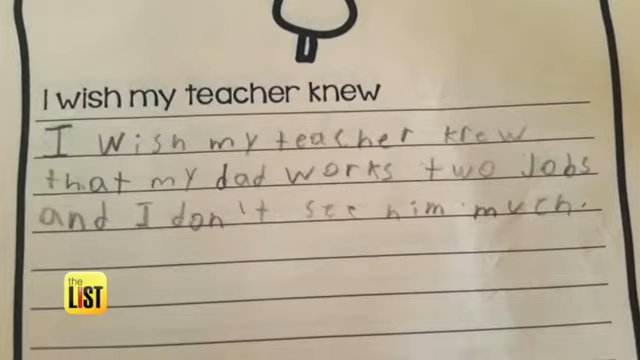 I wish my teacher knew
I wish my teacher krew
that my dad works two Jobs
and I don't see him much.
the
LIST